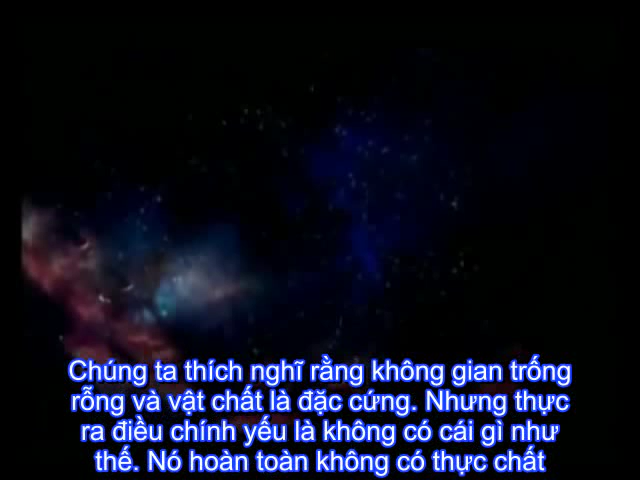 Chúng ta thích nghĩ rằng không gian trống
rỗng và vật chất là đặc cứng. Nhưng thực
ra điều chính yếu là không có cái gì như
thế. Nó hoàn toàn không có thực chất